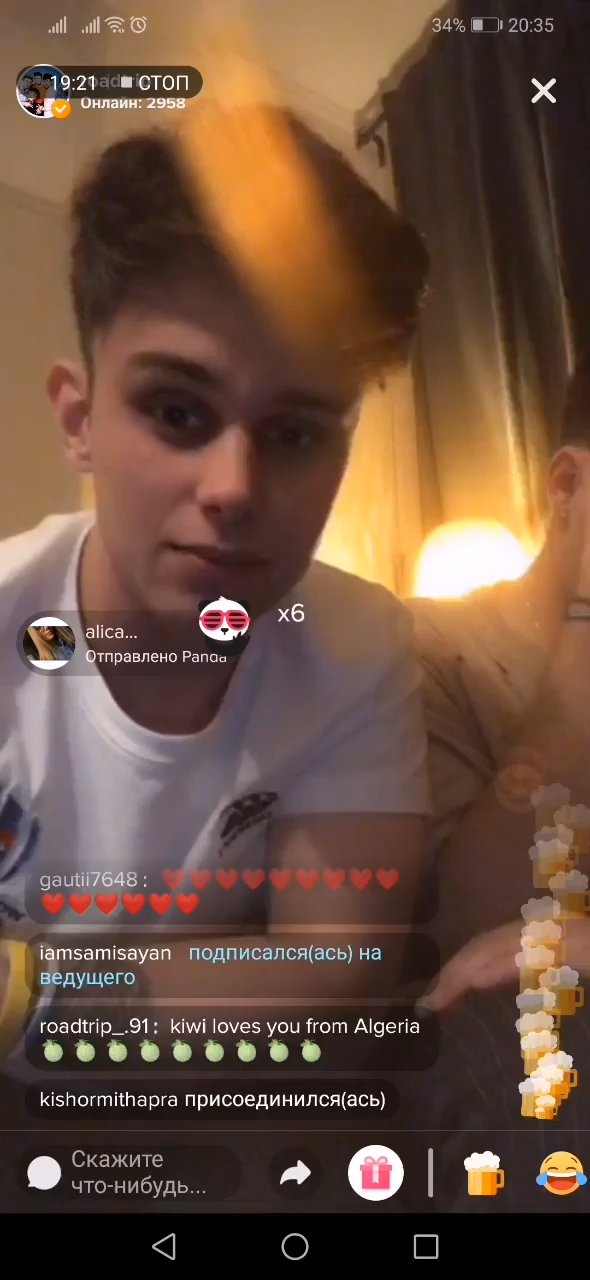 34% 20:35
19:21 СТОП
Онлайн: 2958
x6
alica...
Отправлено Panda
gautii7648 : ❤️❤️❤️❤️❤️❤️❤️❤️❤️
❤️❤️❤️❤️❤️❤️
iamsamisayan подписался(ась) на
ведущего
roadtrip_.91 : kiwi loves you from Algeria
🍈🍈🍈🍈🍈🍈🍈🍈🍈
kishormithapra присоединился(ась)
Скажите
что-нибудь...